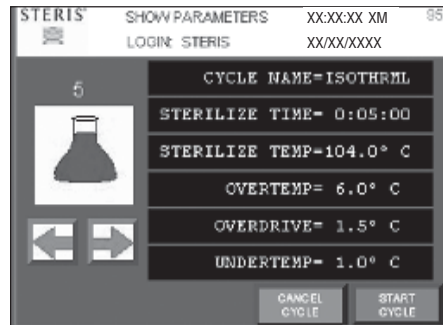 STERIS SHOW PARAMETERS XX:XX:XX XM 95
LOGIN: STERIS XX/XX/XXXX
5
CYCLE NAME=ISOTHRML
STERILIZE TIME= 0:05:00
STERILIZE TEMP=104.0° C
OVERTEMP= 6.0° C
OVERDRIVE= 1.5° C
UNDERTEMP= 1.0° C
CANCEL CYCLE
START CYCLE